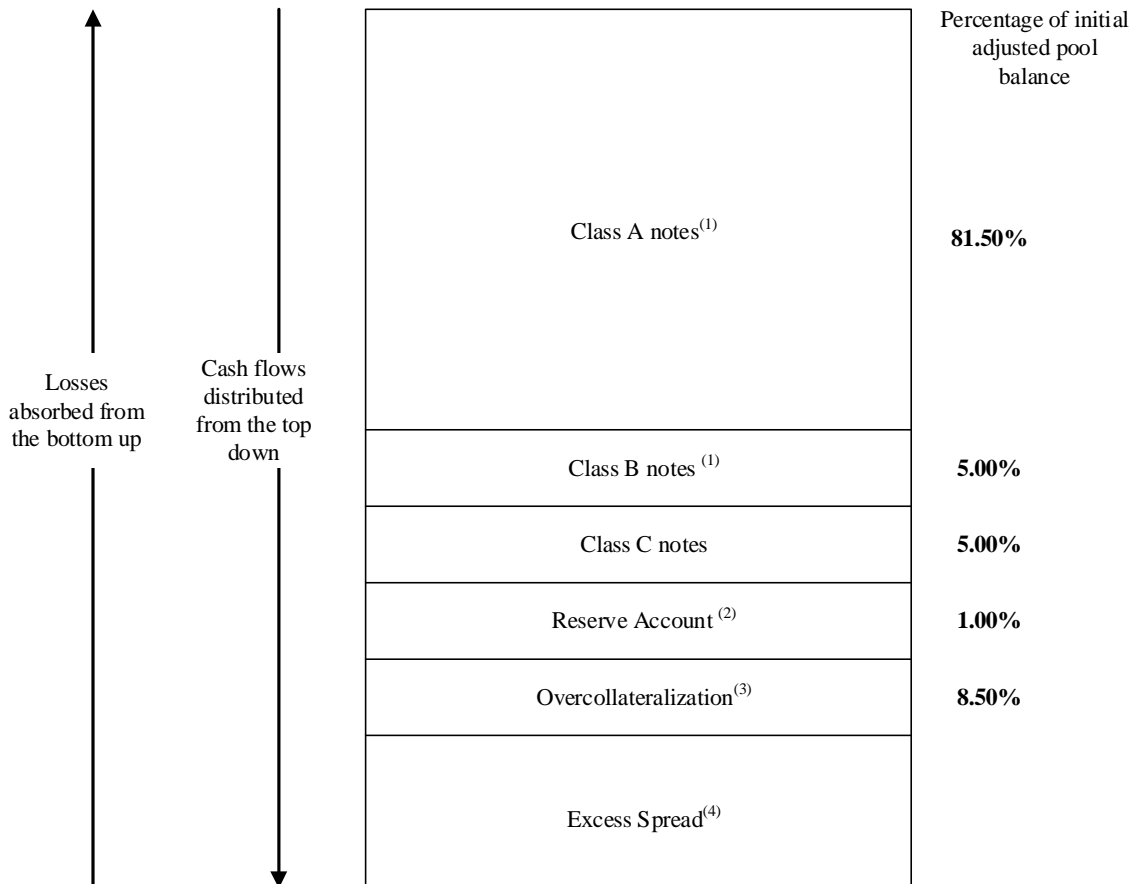 Percentage of initial
adjusted pool
balance
Class A notes(1)
81.50%
Losses
absorbed from
the bottom up
Cash flows
distributed
from the top
down
Class B notes (1)
5.00%
Class C notes
5.00%
Reserve Account (2)
1.00%
Overcollateralization(3)
8.50%
Excess Spread(4)